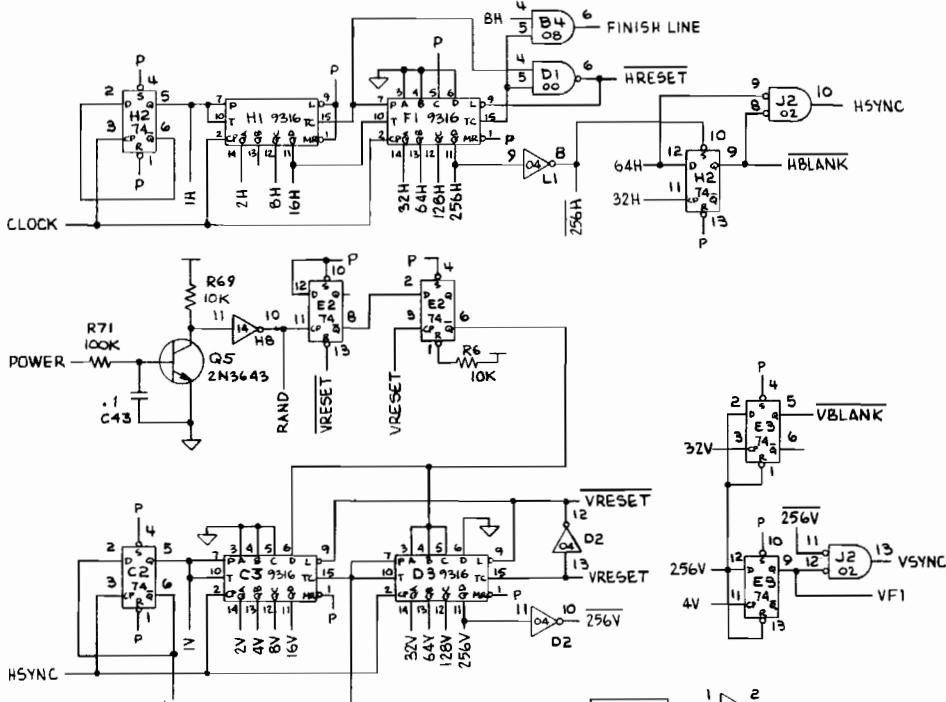 8H 4 5 B4 08 6 FINISH LINE
4 5 D1 00 6 HRESET
P 4
2 D S Q 5
H2
3 74
CP Q 6
R
1
P
P
7 P L 9
10 T H1 9316 TC 15
2 CP A B C D MR 1
14 13 12 11
1H 2H 8H 16H
P
3 4 5 6
7 P A B C D L 9
10 T F1 9316 TC 15
2 CP A B C D MR 1 P
14 13 12 11
32H 64H 128H 256H
9 04 8 L1
256H
64H 12 D S Q 9 HBLANK
10
H2
74
32H 11 CP Q
R 13
P
9 8 J2 02 10 HSYNC
CLOCK
R69
10K
R71
100K
POWER
Q5
2N3643
.1
C43
11 14 10
H8
RAND
P
10
12 D S Q
E2
74
11 CP Q 8
R 13
VRESET
P 4
2 D S Q
E2
74
3 CP Q 6
R 1
VRESET
R6
10K
P
4
2 D S Q 5 VBLANK
E3
74
32V 3 CP Q 6
R
1
P 4
2 D S Q 5
C2
74
3 CP Q 6
R
1
P
3 4 5 6
7 P A B C D L 9
10 T C3 9316 TC 15
2 CP A B C D MR 1
P
14 13 12 11
1V 2V 4V 8V 16V
3 4 5 6
7 P A B C D L 9
10 T D3 9316 TC 15
2 CP A B C D MR 1 P
14 13 12 11
32V 64V 128V 256V
VRESET
12
04 D2
13
VRESET
11 04 10 256V
D2
P 10
256V 12 D S Q 9
E3
74
4V 11 CP Q
R
13
256V
11
12 J2 02 13 VSYNC
VF1
HSYNC
1 2